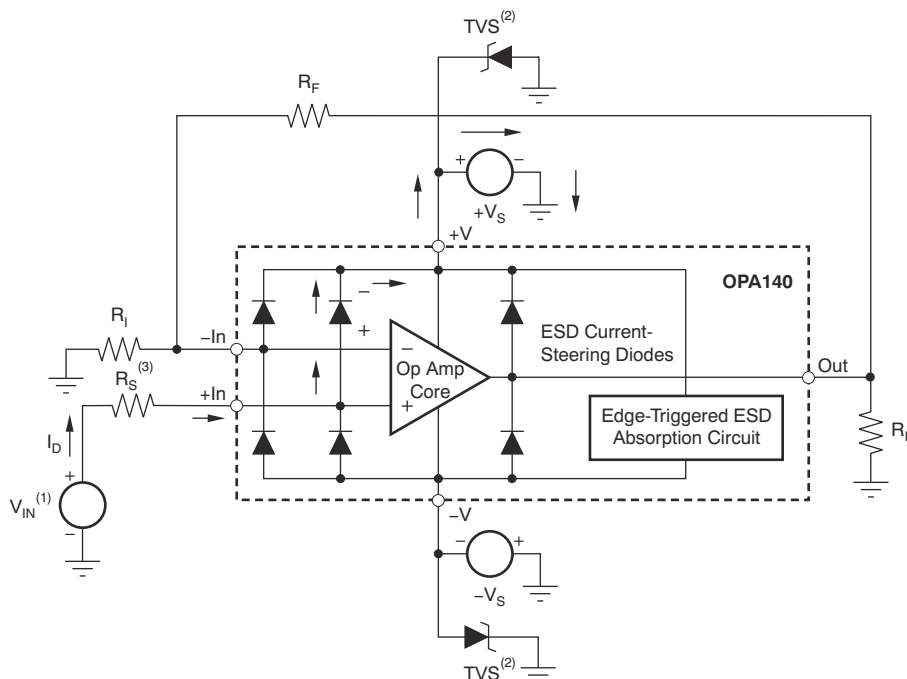 TVS(2)
RF
+ −
+VS
+V
OPA140
RI
−In
−
+
−
Op Amp
Core
+
ESD Current-
Steering Diodes
Out
RS(3)
+In
Edge-Triggered ESD
Absorption Circuit
ID
+
VIN(1)
−
−V
− +
−VS
TVS(2)